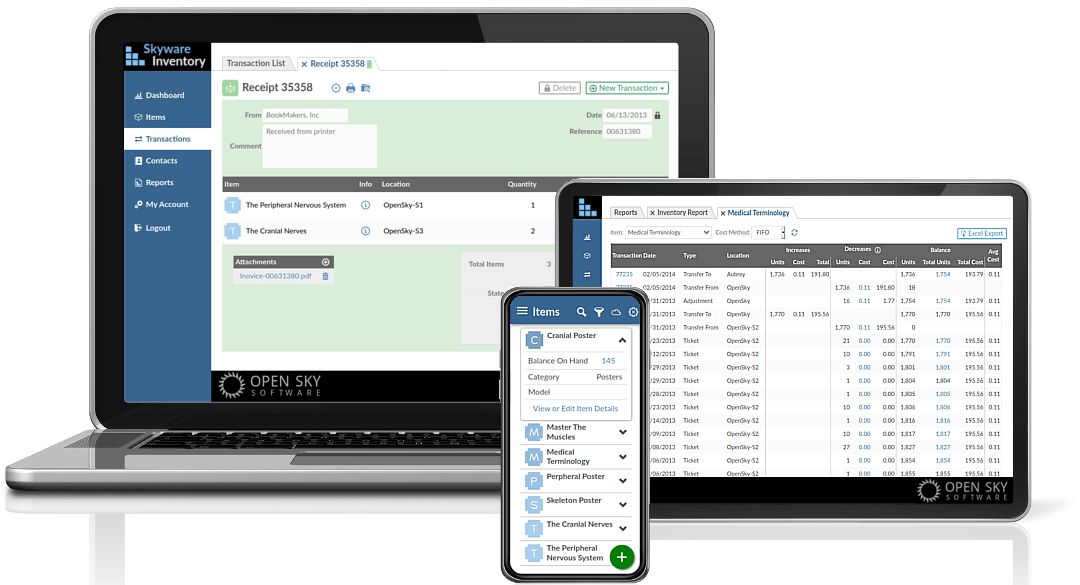 Skyware
Inventory
Dashboard
Items
Transactions
Contacts
Reports
My Account
Logout
Transaction List
× Receipt 35358
Receipt 35358
Delete
New Transaction
From BookMakers, Inc
Date 06/13/2013
Received from printer
Reference 00631380
Comment
Item Info Location Quantity
T The Peripheral Nervous System OpenSky-S1 1
T The Cranial Nerves OpenSky-S3 2
Attachments
Inovice-00631380.pdf
Total Items 3
State
OPEN SKY
SOFTWARE
Reports × Inventory Report × Medical Terminology
Item: Medical Terminology Cost Method: FIFO
Excel Export
Increases Decreases Balance Avg
Transaction Date Type Location Units Cost Total Units Cost Cost Units Total Units Total Cost Cost
77235 02/05/2014 Transfer To Aubrey 1,736 0.11 191.80 1,736 1,754 193.79 0.11
02/05/2014 Transfer From OpenSky 1,736 0.11 191.80 18
/31/2013 Adjustment OpenSky 16 0.11 1.77 1,754 1,754 193.79 0.11
/31/2013 Transfer To OpenSky 1,770 0.11 195.56 1,770 1,770 195.56 0.11
/31/2013 Transfer From OpenSky-S2 1,770 0.11 195.56 0
/23/2013 Ticket OpenSky-S2 21 0.00 0.00 1,770 1,770 195.56 0.11
/12/2013 Ticket OpenSky-S2 10 0.00 0.00 1,791 1,791 195.56 0.11
/29/2013 Ticket OpenSky-S2 3 0.00 0.00 1,801 1,801 195.56 0.11
/29/2013 Ticket OpenSky-S2 1 0.00 0.00 1,804 1,804 195.56 0.11
/28/2013 Ticket OpenSky-S2 1 0.00 0.00 1,805 1,805 195.56 0.11
/23/2013 Ticket OpenSky-S2 10 0.00 0.00 1,806 1,806 195.56 0.11
/14/2013 Ticket OpenSky-S2 1 0.00 0.00 1,816 1,816 195.56 0.11
/09/2013 Ticket OpenSky-S2 10 0.00 0.00 1,817 1,817 195.56 0.11
/08/2013 Ticket OpenSky-S2 27 0.00 0.00 1,827 1,827 195.56 0.11
/06/2013 Ticket OpenSky-S2 1 0.00 0.00 1,854 1,854 195.56 0.11
/06/2013 Ticket OpenSky-S2 1 0.00 0.00 1,855 1,855 195.56 0.11
OPEN SKY
SOFTWARE
Items
C Cranial Poster
Balance On Hand 145
Category Posters
Model
View or Edit Item Details
M Master The
Muscles
M Medical
Terminology
P Perpheral Poster
S Skeleton Poster
T The Cranial Nerves
T The Peripheral
Nervous System